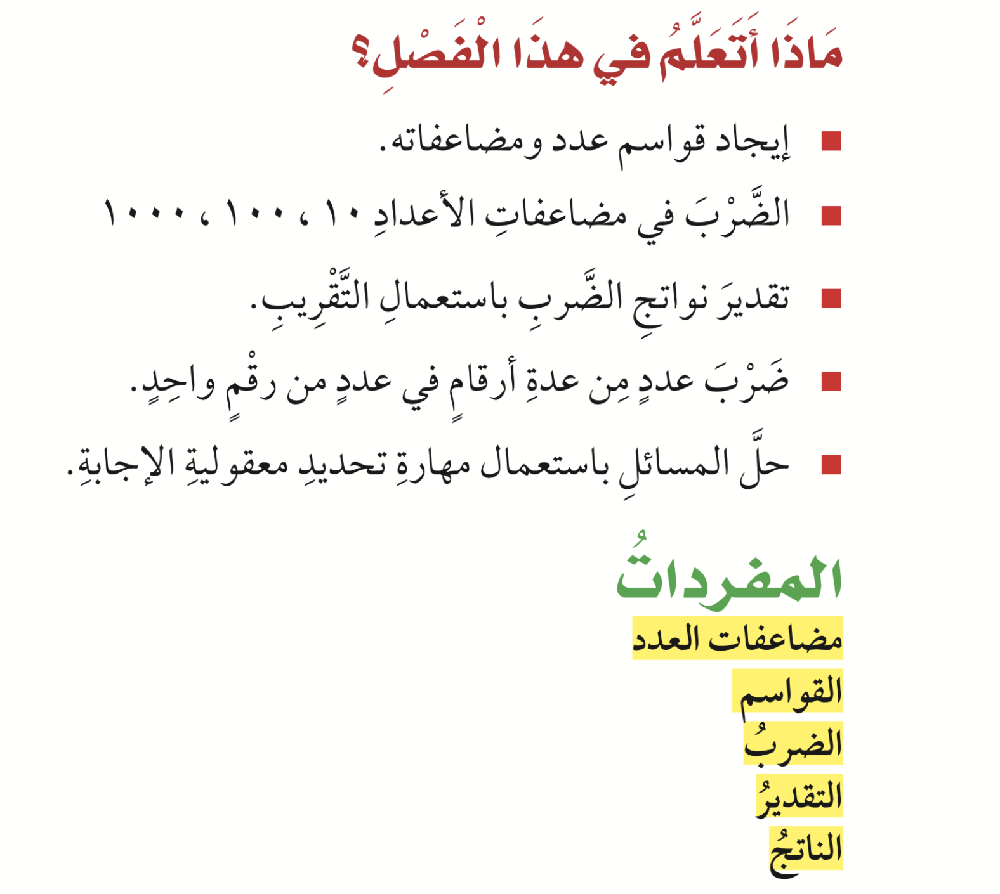 مَاذَا أَتَعَلَّمُ في هذَا الْفَصْلِ؟
إيجاد قواسم عدد ومضاعفاته.
الضَّرْبَ في مضاعفاتِ الأعدادِ ١٠ ، ١٠٠ ، ١٠٠٠
تقديرَ نواتجِ الضَّربِ باستعمالِ التَّقْرِيبِ.
ضَرْبَ عددٍ مِن عدةِ أرقامٍ في عددٍ من رقْمٍ واحِدٍ.
حلَّ المسائلِ باستعمال مهارةِ تحديدِ معقوليةِ الإجابةِ.
المفرداتُ
مضاعفات العدد
القواسم
الضربُ
التقديرُ
الناتجُ